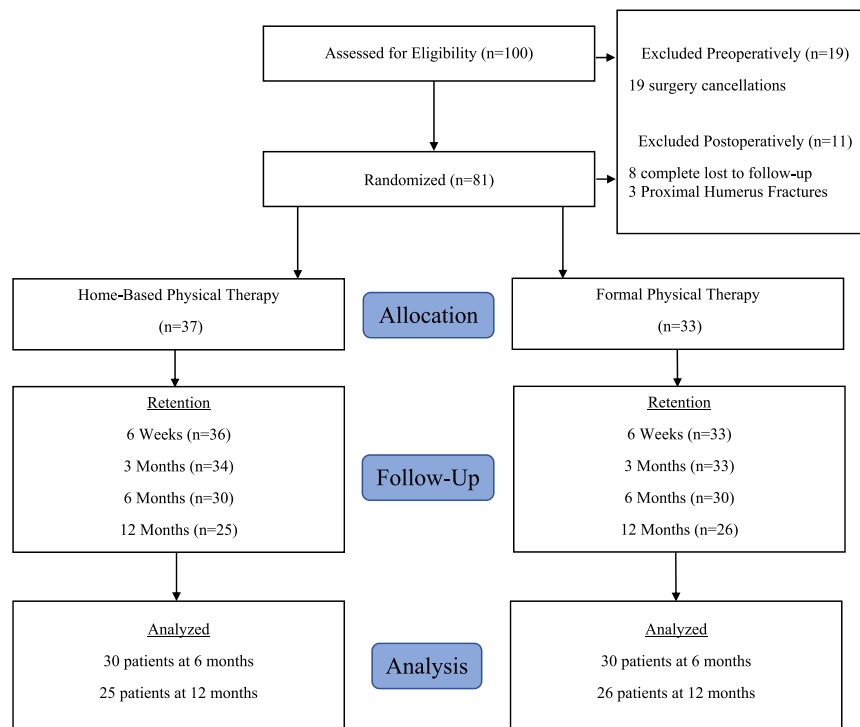 Assessed for Eligibility (n=100)
Excluded Preoperatively (n=19)
19 surgery cancellations
Excluded Postoperatively (n=11)
8 complete lost to follow-up
3 Proximal Humerus Fractures
Randomized (n=81)
Home-Based Physical Therapy
(n=37)
Allocation
Formal Physical Therapy
(n=33)
Retention
6 Weeks (n=36)
3 Months (n=34)
6 Months (n=30)
12 Months (n=25)
Follow-Up
Retention
6 Weeks (n=33)
3 Months (n=33)
6 Months (n=30)
12 Months (n=26)
Analyzed
30 patients at 6 months
25 patients at 12 months
Analysis
Analyzed
30 patients at 6 months
26 patients at 12 months